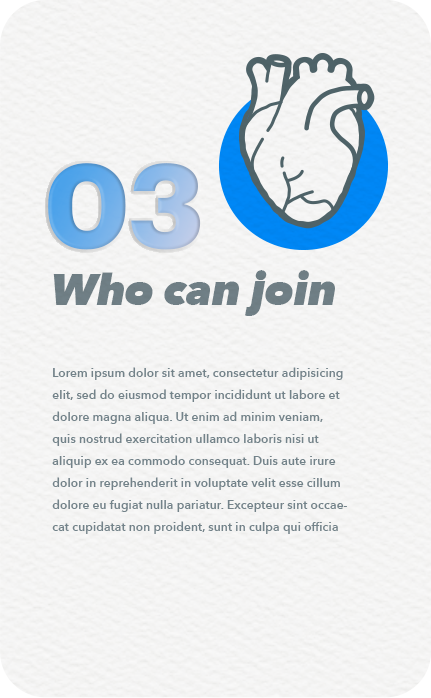 03
Who can join
Lorem ipsum dolor sit amet, consectetur adipisicing
elit, sed do eiusmod tempor incididunt ut labore et
dolore magna aliqua. Ut enim ad minim veniam,
quis nostrud exercitation ullamco laboris nisi ut
aliquip ex ea commodo consequat. Duis aute irure
dolor in reprehenderit in voluptate velit esse cillum
dolore eu fugiat nulla pariatur. Excepteur sint occae-
cat cupidatat non proident, sunt in culpa qui officia